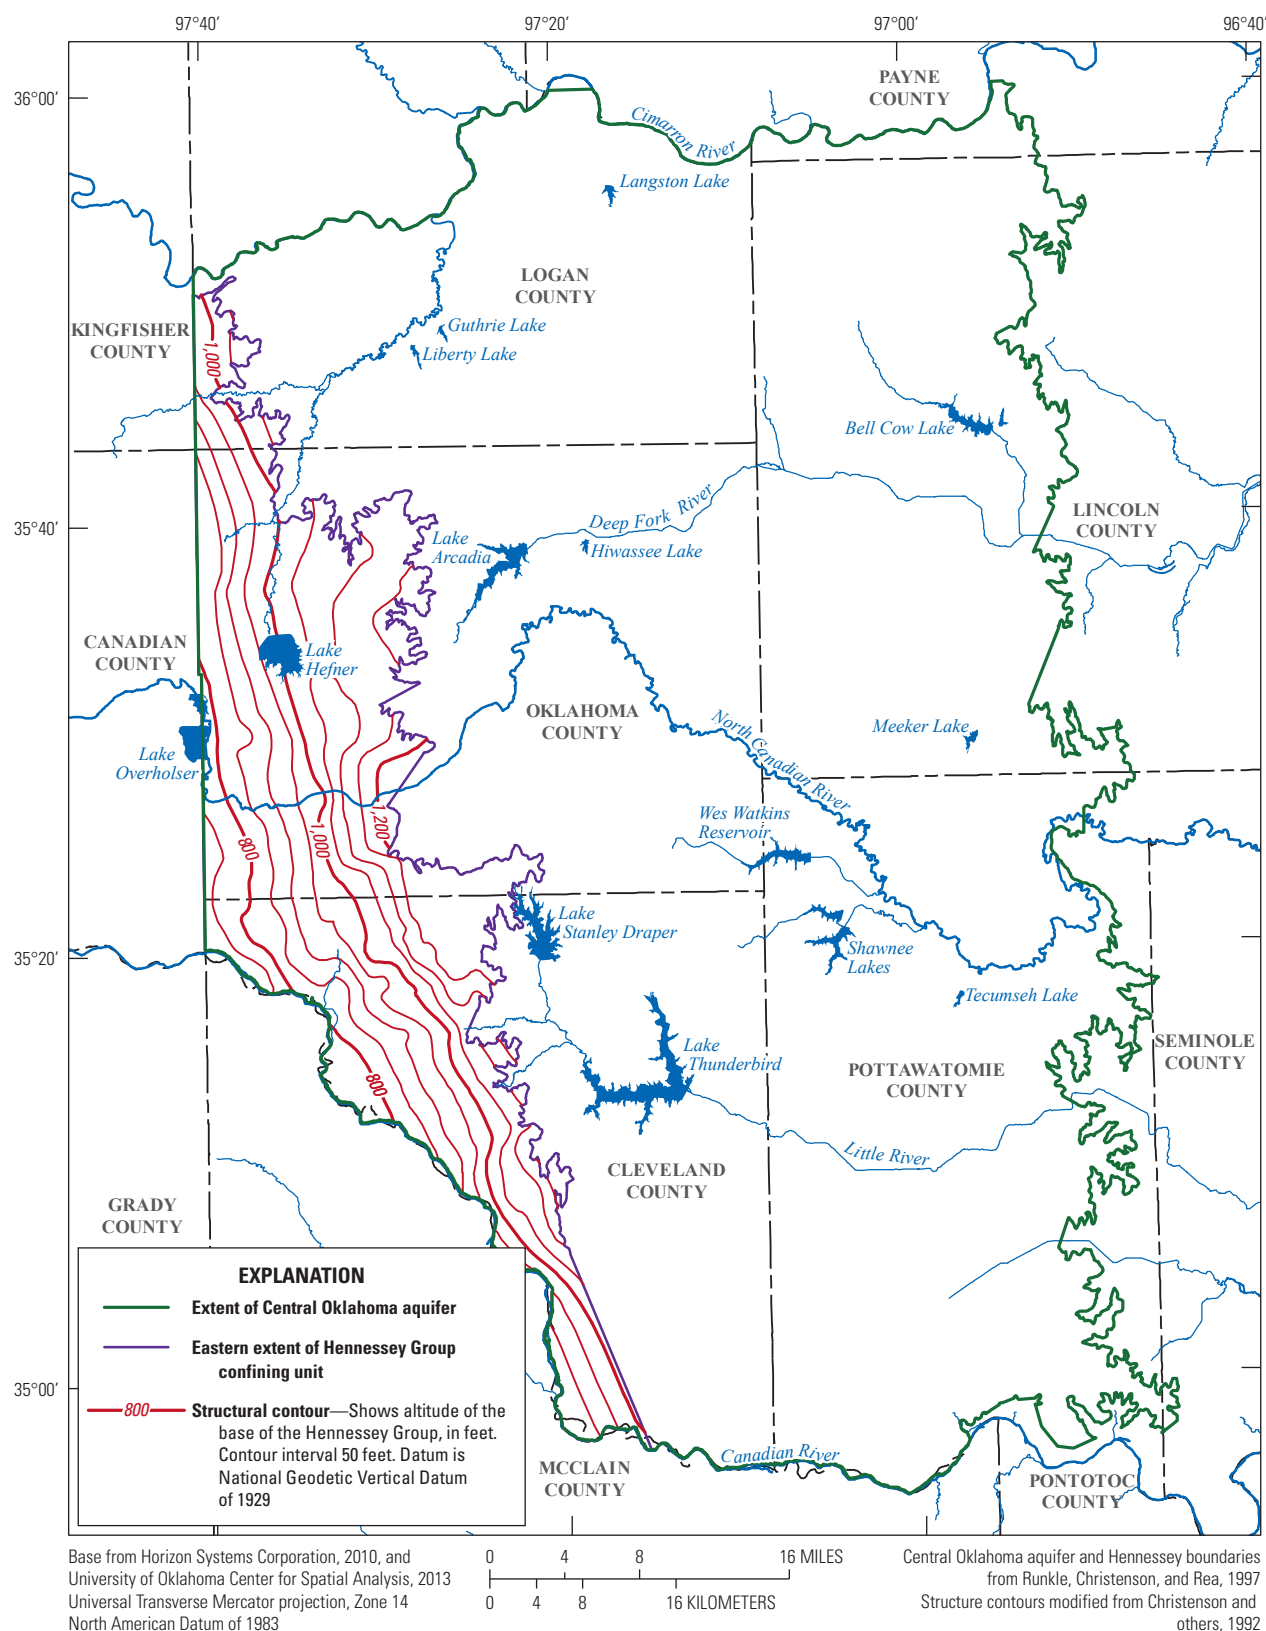 97°40′
97°20′
97°00′
96°40′
36°00′
35°40′
35°20′
35°00′
PAYNE
COUNTY
Cimarron River
Langston Lake
LOGAN
COUNTY
KINGFISHER
COUNTY
Guthrie Lake
Liberty Lake
1,000
Bell Cow Lake
LINCOLN
COUNTY
Deep Fork River
Lake
Arcadia
Hiwassee Lake
CANADIAN
COUNTY
Lake
Hefner
OKLAHOMA
COUNTY
North Canadian River
Meeker Lake
Lake
Overholser
Wes Watkins
Reservoir
1,200
1,000
800
Lake
Stanley Draper
Shawnee
Lakes
Tecumseh Lake
SEMINOLE
COUNTY
Lake
Thunderbird
POTTAWATOMIE
COUNTY
800
Little River
CLEVELAND
COUNTY
GRADY
COUNTY
EXPLANATION
Extent of Central Oklahoma aquifer
Eastern extent of Hennessey Group
confining unit
800 Structural contour—Shows altitude of the
base of the Hennessey Group, in feet.
Contour interval 50 feet. Datum is
National Geodetic Vertical Datum
of 1929
Canadian River
MCCLAIN
COUNTY
PONTOTOC
COUNTY
Base from Horizon Systems Corporation, 2010, and
University of Oklahoma Center for Spatial Analysis, 2013
Universal Transverse Mercator projection, Zone 14
North American Datum of 1983
0 4 8 16 MILES
0 4 8 16 KILOMETERS
Central Oklahoma aquifer and Hennessey boundaries
from Runkle, Christenson, and Rea, 1997
Structure contours modified from Christenson and
others, 1992